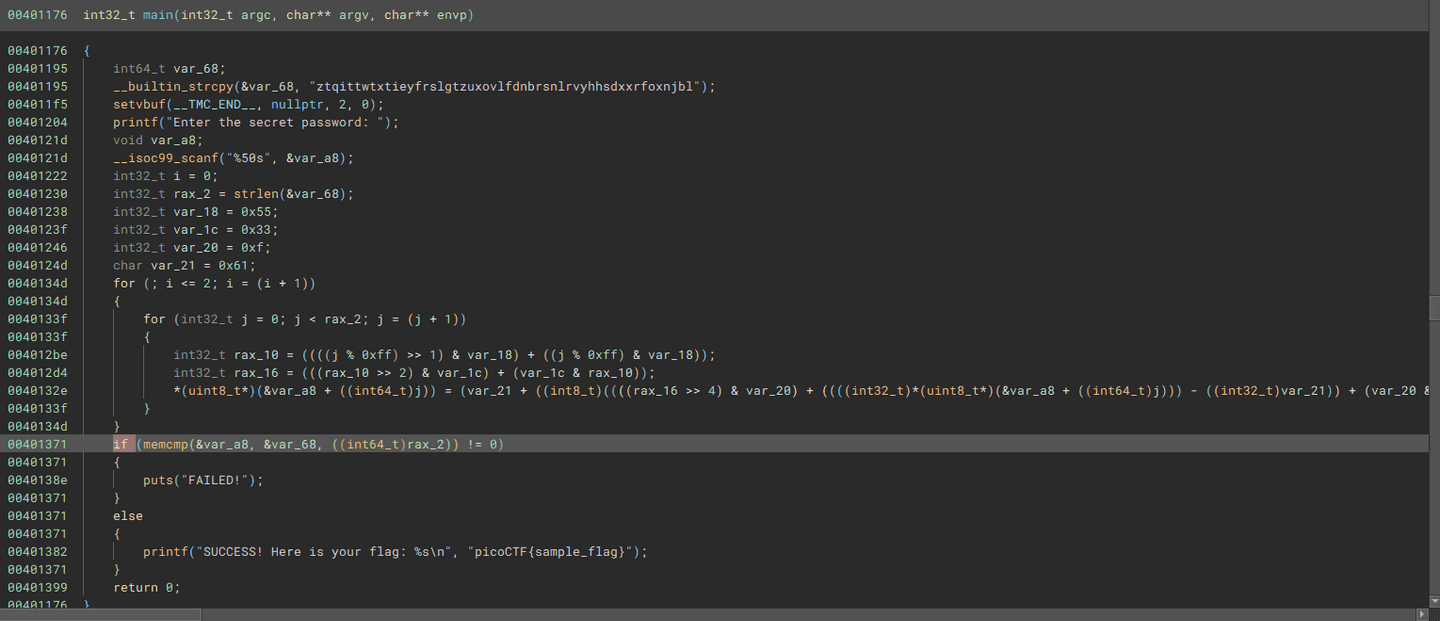 00401176 int32_t main(int32_t argc, char** argv, char** envp)
00401176 {
00401195 int64_t var_68;
00401195 __builtin_strcpy(&var_68, "ztqittwtxtieyfrslgtzuxovlfdnbrsnlrvyhhsdxxrfoxnjbl");
004011f5 setvbuf(__TMC_END__, nullptr, 2, 0);
00401204 printf("Enter the secret password: ");
0040121d void var_a8;
0040121d __isoc99_scanf("%50s", &var_a8);
00401222 int32_t i = 0;
00401230 int32_t rax_2 = strlen(&var_68);
00401238 int32_t var_18 = 0x55;
0040123f int32_t var_1c = 0x33;
00401246 int32_t var_20 = 0xf;
0040124d char var_21 = 0x61;
0040134d for (; i <= 2; i = (i + 1))
0040134d {
0040133f for (int32_t j = 0; j < rax_2; j = (j + 1))
0040133f {
004012be int32_t rax_10 = ((((j % 0xff) >> 1) & var_18) + ((j % 0xff) & var_18));
004012d4 int32_t rax_16 = (((rax_10 >> 2) & var_1c) + (var_1c & rax_10));
0040132e *(uint8_t*)(&var_a8 + ((int64_t)j)) = (var_21 + ((int8_t)((((rax_16 >> 4) & var_20) + ((((int32_t)*(uint8_t*)(&var_a8 + ((int64_t)j))) - ((int32_t)var_21)) + (var_20 &
0040133f }
0040134d }
00401371 if (memcmp(&var_a8, &var_68, ((int64_t)rax_2)) != 0)
00401371 {
0040138e puts("FAILED!");
00401371 }
00401371 else
00401371 {
00401382 printf("SUCCESS! Here is your flag: %s\n", "picoCTF{sample_flag}");
00401371 }
00401399 return 0;
00401176 }